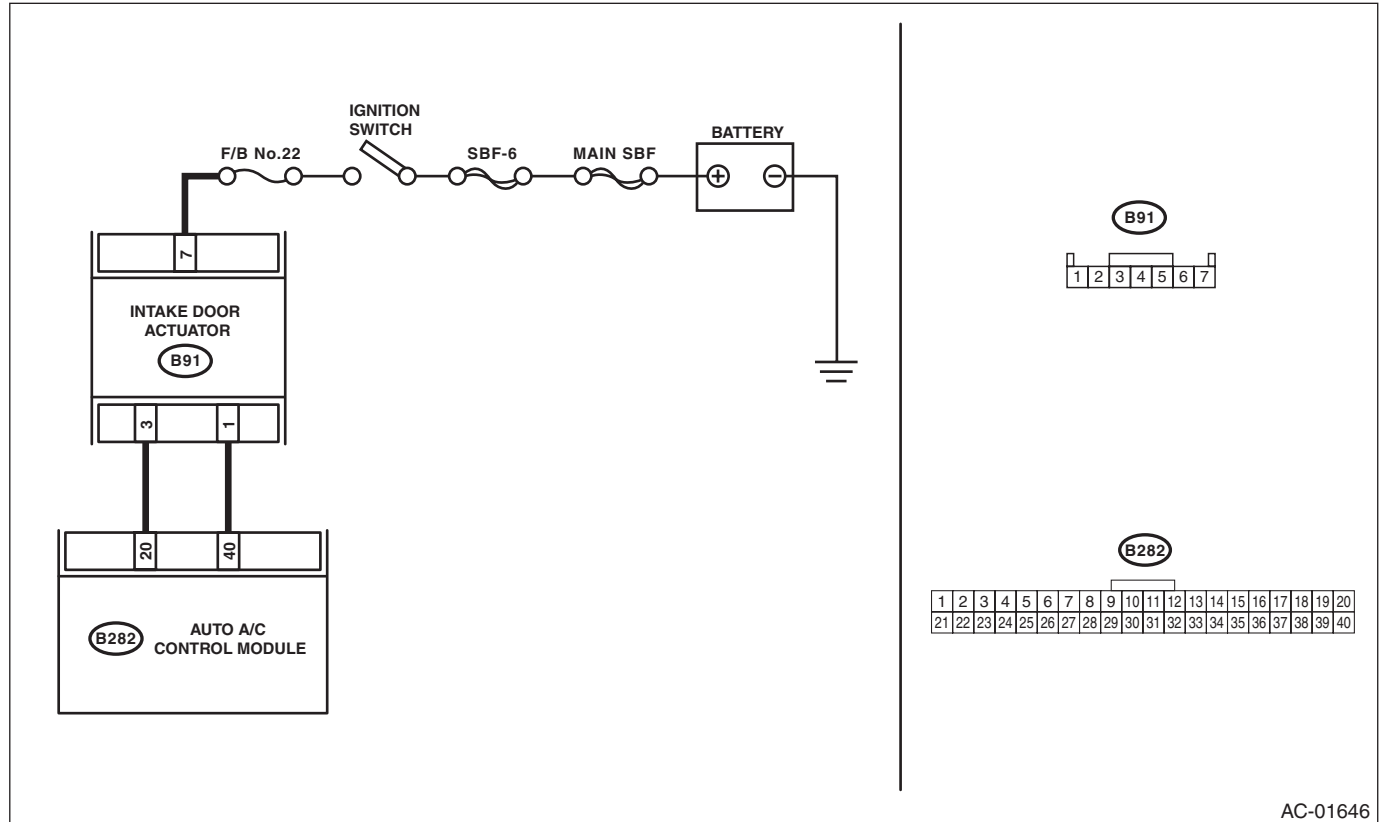 IGNITION
SWITCH
F/B No.22
SBF-6
MAIN SBF
BATTERY
+
−
7
INTAKE DOOR
ACTUATOR
B91
3
1
20
40
B282
AUTO A/C
CONTROL MODULE
B91
1 2 3 4 5 6 7
B282
1 2 3 4 5 6 7 8 9 10 11 12 13 14 15 16 17 18 19 20
21 22 23 24 25 26 27 28 29 30 31 32 33 34 35 36 37 38 39 40
AC-01646